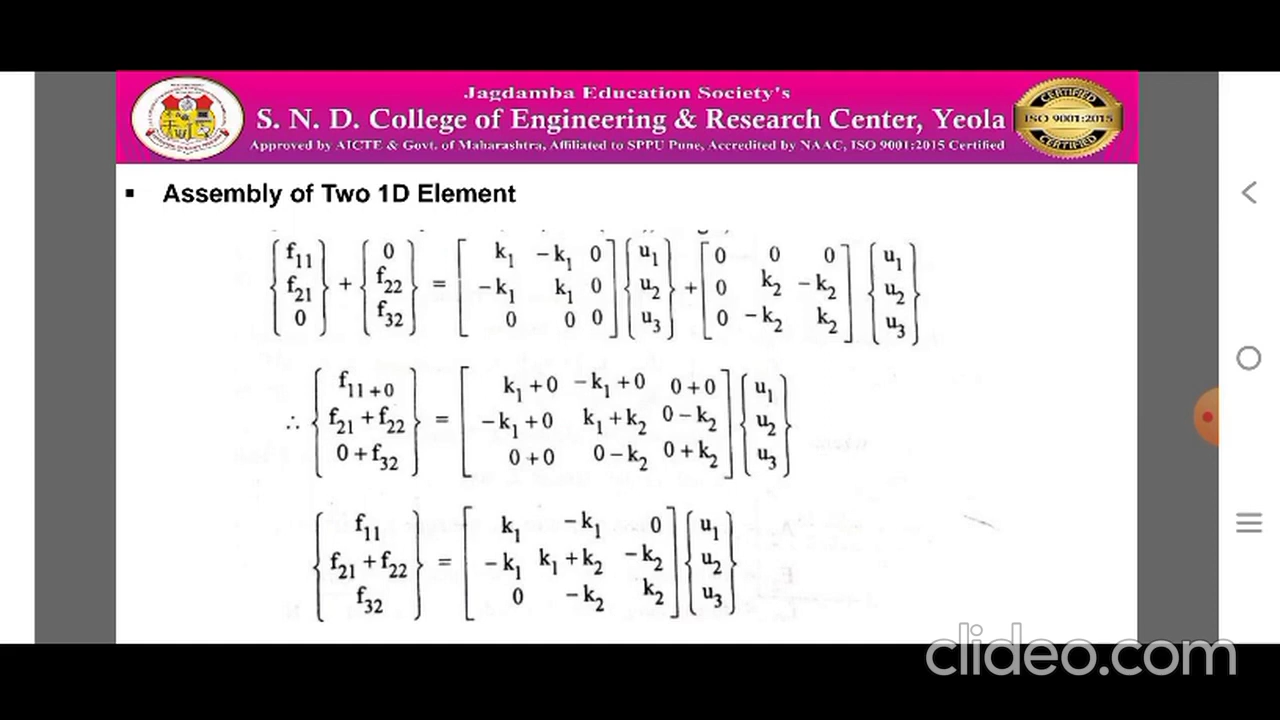 Jagdamba Education Society's
S. N. D. College of Engineering & Research Center, Yeola
Approved by AICTE & Govt. of Maharashtra, Affiliated to SPPU Pune, Accredited by NAAC, ISO 9001:2015 Certified
CERTIFIED
ISO 9001:2015
CERTIFIED
▪ Assembly of Two 1D Element
{f₁₁ f₂₁ 0} + {0 f₂₂ f₃₂} = [k₁ −k₁ 0; −k₁ k₁ 0; 0 0 0] {u₁ u₂ u₃} + [0 0 0; 0 k₂ −k₂; 0 −k₂ k₂] {u₁ u₂ u₃}
∴ {f₁₁₊₀ f₂₁+f₂₂ 0+f₃₂} = [k₁+0 −k₁+0 0+0; −k₁+0 k₁+k₂ 0−k₂; 0+0 0−k₂ 0+k₂] {u₁ u₂ u₃}
{f₁₁ f₂₁+f₂₂ f₃₂} = [k₁ −k₁ 0; −k₁ k₁+k₂ −k₂; 0 −k₂ k₂] {u₁ u₂ u₃}
clideo.com